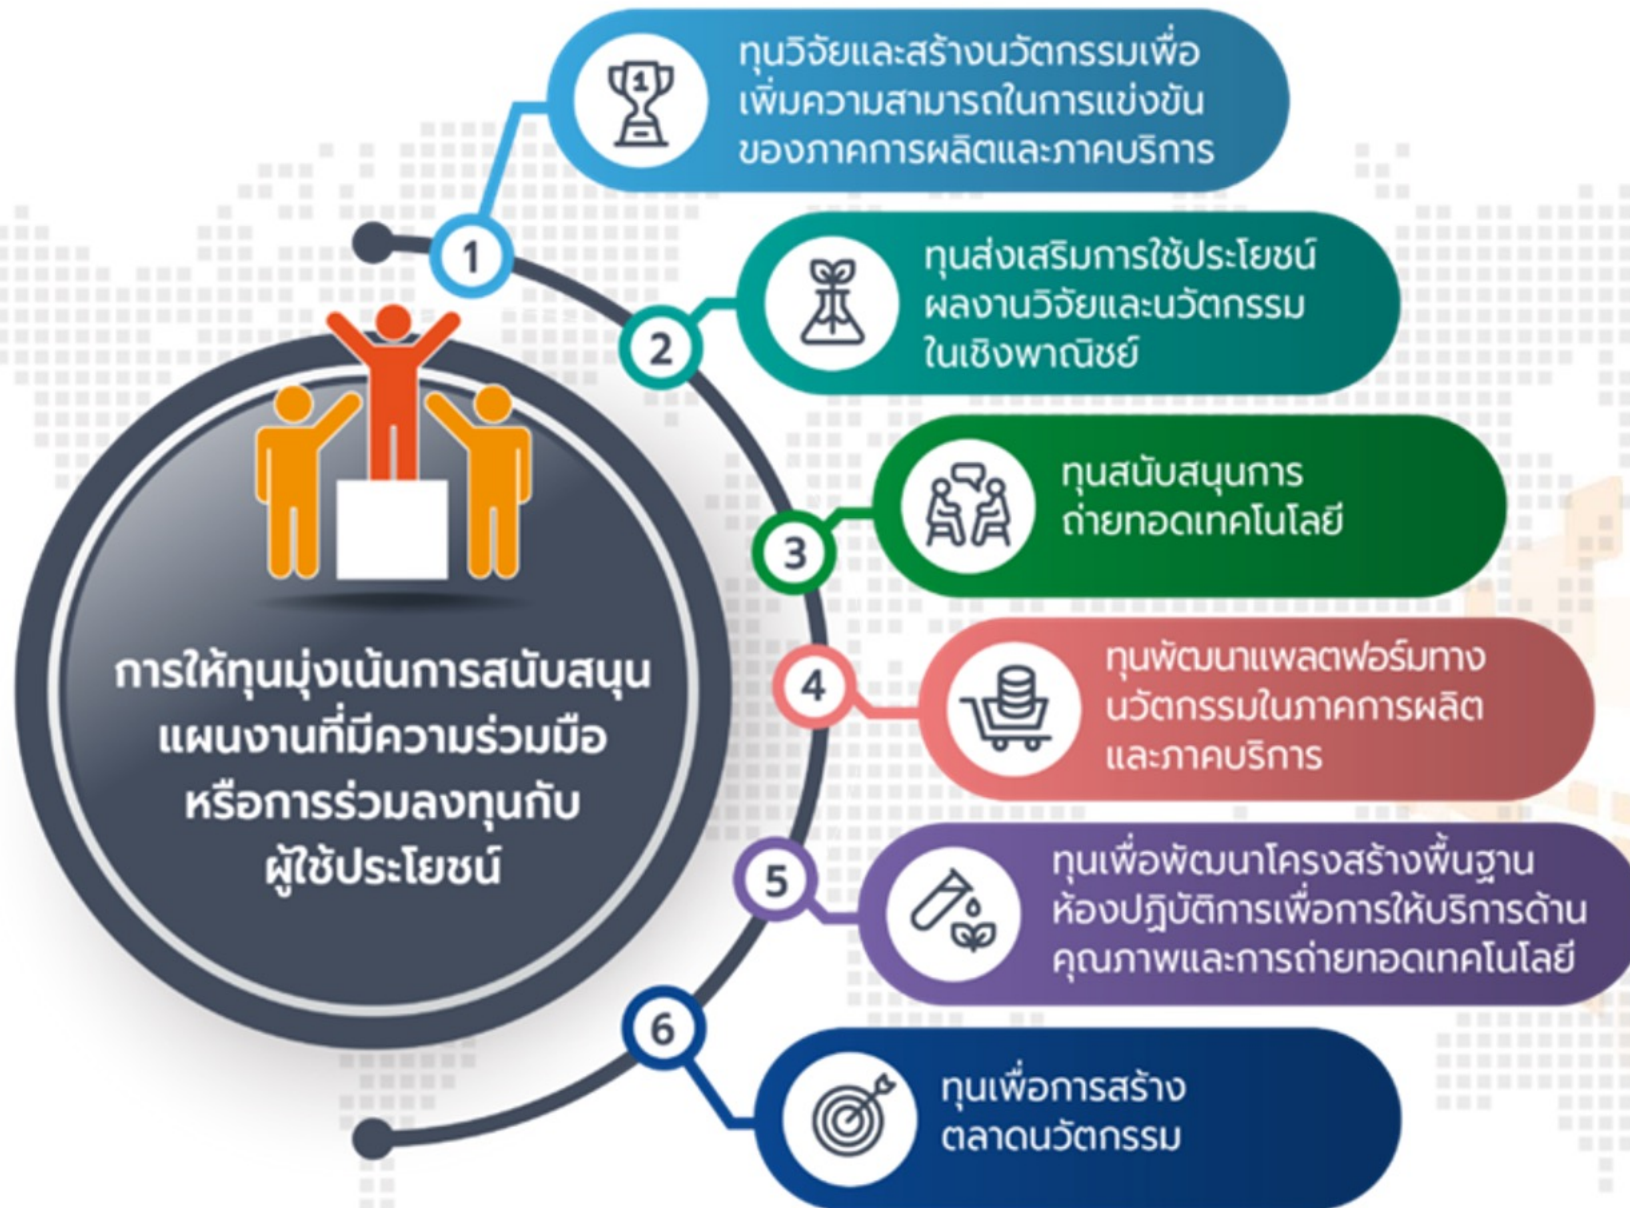 1
ทุนวิจัยและสร้างนวัตกรรมเพื่อ
เพิ่มความสามารถในการแข่งขัน
ของภาคการผลิตและภาคบริการ
1
2
ทุนส่งเสริมการใช้ประโยชน์
ผลงานวิจัยและนวัตกรรม
ในเชิงพาณิชย์
3
ทุนสนับสนุนการ
ถ่ายทอดเทคโนโลยี
การให้ทุนมุ่งเน้นการสนับสนุน
แผนงานที่มีความร่วมมือ
หรือการร่วมลงทุนกับ
ผู้ใช้ประโยชน์
4
ทุนพัฒนาแพลตฟอร์มทาง
นวัตกรรมในภาคการผลิต
และภาคบริการ
5
ทุนเพื่อพัฒนาโครงสร้างพื้นฐาน
ห้องปฏิบัติการเพื่อการให้บริการด้าน
คุณภาพและการถ่ายทอดเทคโนโลยี
6
ทุนเพื่อการสร้าง
ตลาดนวัตกรรม